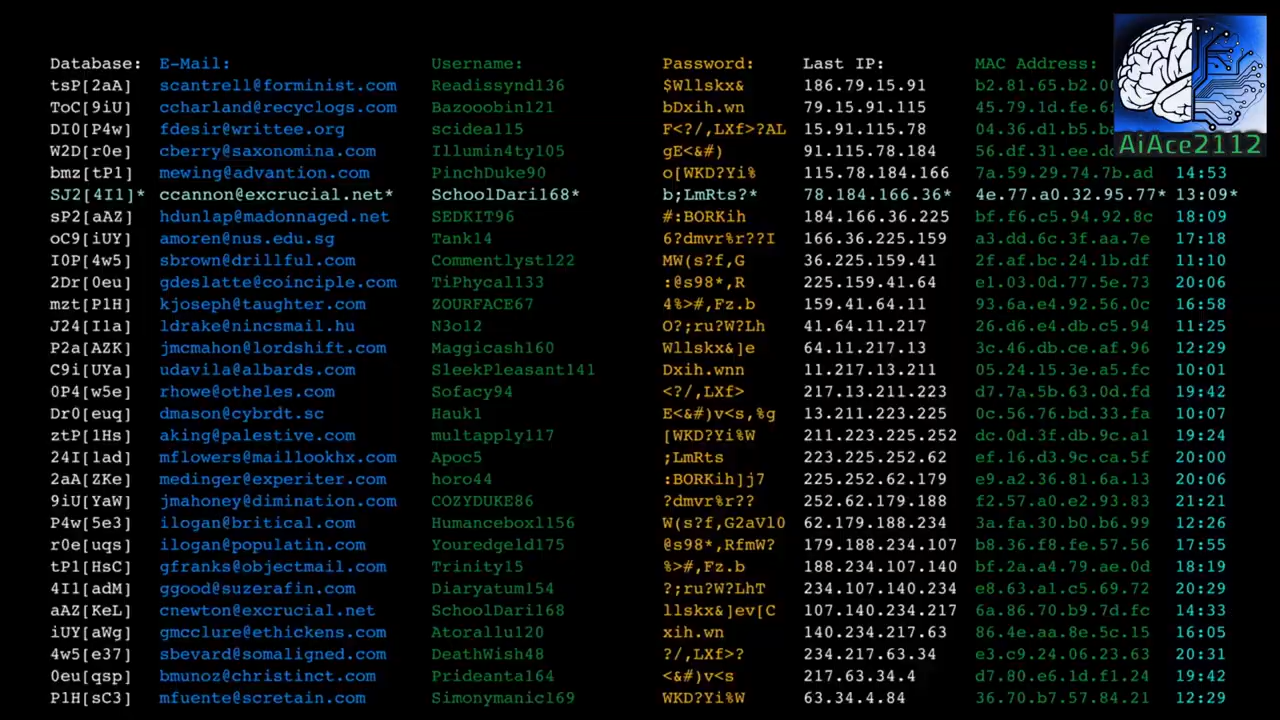 Database: E-Mail: Username: Password: Last IP: MAC Address:
tsP[2aA] scantrell@forminist.com Readissynd136 $Wllskx& 186.79.15.91 b2.81.65.b2.00
ToC[9iU] ccharland@recyclogs.com Bazooobin121 bDxih.wn 79.15.91.115 45.79.1d.fe.6
DI0[P4w] fdesir@writtee.org scidea115 F<?/,LXf>?AL 15.91.115.78 04.36.d1.b5.ba
W2D[r0e] cberry@saxonomina.com Illumin4ty105 gE<&#) 91.115.78.184 56.df.31.ee.dd
bmz[tP1] mewing@advantion.com PinchDuke90 o[WKD?Yi% 115.78.184.166 7a.59.29.74.7b.ad 14:53
SJ2[4I1]* ccannon@excrucial.net* SchoolDari168* b;LmRts?* 78.184.166.36* 4e.77.a0.32.95.77* 13:09*
sP2[aAZ] hdunlap@madonnaged.net SEDKIT96 #:BORKih 184.166.36.225 bf.f6.c5.94.92.8c 18:09
oC9[iUY] amoren@nus.edu.sg Tank14 6?dmvr%r??I 166.36.225.159 a3.dd.6c.3f.aa.7e 17:18
I0P[4w5] sbrown@drillful.com Commentlyst122 MW(s?f,G 36.225.159.41 2f.af.bc.24.1b.df 11:10
2Dr[0eu] gdeslatte@coinciple.com TiPhycal133 :@s98*,R 225.159.41.64 e1.03.0d.77.5e.73 20:06
mzt[P1H] kjoseph@taughter.com ZOURFACE67 4%>#,Fz.b 159.41.64.11 93.6a.e4.92.56.0c 16:58
J24[I1a] ldrake@nincsmail.hu N3o12 O?;ru?W?Lh 41.64.11.217 26.d6.e4.db.c5.94 11:25
P2a[AZK] jmcmahon@lordshift.com Maggicash160 Wllskx&]e 64.11.217.13 3c.46.db.ce.af.96 12:29
C9i[UYa] udavila@albards.com SleekPleasant141 Dxih.wnn 11.217.13.211 05.24.15.3e.a5.fc 10:01
0P4[w5e] rhowe@otheles.com Sofacy94 <?/,LXf> 217.13.211.223 d7.7a.5b.63.0d.fd 19:42
Dr0[euq] dmason@cybrdt.sc Hauk1 E<&#)v<s,%g 13.211.223.225 0c.56.76.bd.33.fa 10:07
ztP[1Hs] aking@palestive.com multapply117 [WKD?Yi%W 211.223.225.252 dc.0d.3f.db.9c.a1 19:24
24I[1ad] mflowers@maillookhx.com Apoc5 ;LmRts 223.225.252.62 ef.16.d3.9c.ca.5f 20:00
2aA[ZKe] medinger@experiter.com horo44 :BORKih]j7 225.252.62.179 e9.a2.36.81.6a.13 20:06
9iU[YaW] jmahoney@dimination.com COZYDUKE86 ?dmvr%r?? 252.62.179.188 f2.57.a0.e2.93.83 21:21
P4w[5e3] ilogan@britical.com Humanebox1156 W(s?f,G2aVl0 62.179.188.234 3a.fa.30.b0.b6.99 12:26
r0e[uqs] ilogan@populatin.com Youredgeld175 @s98*,RfmW? 179.188.234.107 b8.36.f8.fe.57.56 17:55
tP1[HsC] gfranks@objectmail.com Trinity15 %>#,Fz.b 188.234.107.140 bf.2a.a4.79.ae.0d 18:19
4I1[adM] ggood@suzerafin.com Diaryatum154 ?;ru?W?LhT 234.107.140.234 e8.63.a1.c5.69.72 20:29
aAZ[KeL] cnewton@excrucial.net SchoolDari168 llskx&]ev[C 107.140.234.217 6a.86.70.b9.7d.fc 14:33
iUY[aWg] gmcclure@ethickens.com Atorallu120 xih.wn 140.234.217.63 86.4e.aa.8e.5c.15 16:05
4w5[e37] sbevard@somaligned.com DeathWish48 ?/,LXf>? 234.217.63.34 e3.c9.24.06.23.63 20:31
0eu[qsp] bmunoz@christinct.com Prideanta164 <&#)v<s 217.63.34.4 d7.80.e6.1d.f1.24 19:42
P1H[sC3] mfuente@scretain.com Simonymanic169 WKD?Yi%W 63.34.4.84 36.70.b7.57.84.21 12:29
AiAce2112